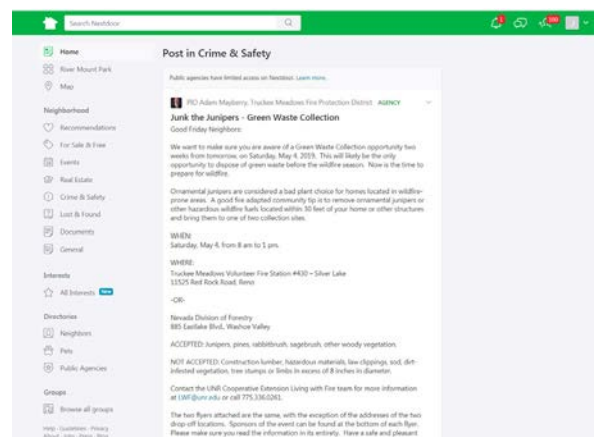 Search Nextdoor
Home
River Mount Park
Map
Neighborhood
Recommendations
For Sale & Free
Events
Real Estate
Crime & Safety
Lost & Found
Documents
General
Interests
All Interests New
Directories
Neighbors
Pets
Public Agencies
Groups
Browse all groups
Help · Guidelines · Privacy
About · Jobs · Press · Blog
Post in Crime & Safety
Public agencies have limited access on Nextdoor. Learn more.
PIO Adam Mayberry, Truckee Meadows Fire Protection District AGENCY
Junk the Junipers - Green Waste Collection
Good Friday Neighbors:
We want to make sure you are aware of a Green Waste Collection opportunity two
weeks from tomorrow, on Saturday, May 4, 2019. This will likely be the only
opportunity to dispose of green waste before the wildfire season. Now is the time to
prepare for wildfire.
Ornamental junipers are considered a bad plant choice for homes located in wildfire-
prone areas. A good fire adapted community tip is to remove ornamental junipers or
other hazardous wildfire fuels located within 30 feet of your home or other structures
and bring them to one of two collection sites.
WHEN:
Saturday, May 4, from 8 am to 1 pm.
WHERE:
Truckee Meadows Volunteer Fire Station #430 – Silver Lake
11525 Red Rock Road, Reno
-OR-
Nevada Division of Forestry
885 Eastlake Blvd., Washoe Valley
ACCEPTED: Junipers, pines, rabbitbrush, sagebrush, other woody vegetation.
NOT ACCEPTED: Construction lumber, hazardous materials, law clippings, sod, dirt-
infested vegetation, tree stumps or limbs in excess of 8 inches in diameter.
Contact the UNR Cooperative Extension Living with Fire team for more information
at LWF@unr.edu or call 775.336.0261.
The two flyers attached are the same, with the exception of the addresses of the two
drop-off locations. Sponsors of the event can be found at the bottom of each flyer.
Please make sure you read the information in its entirety. Have a safe and pleasant